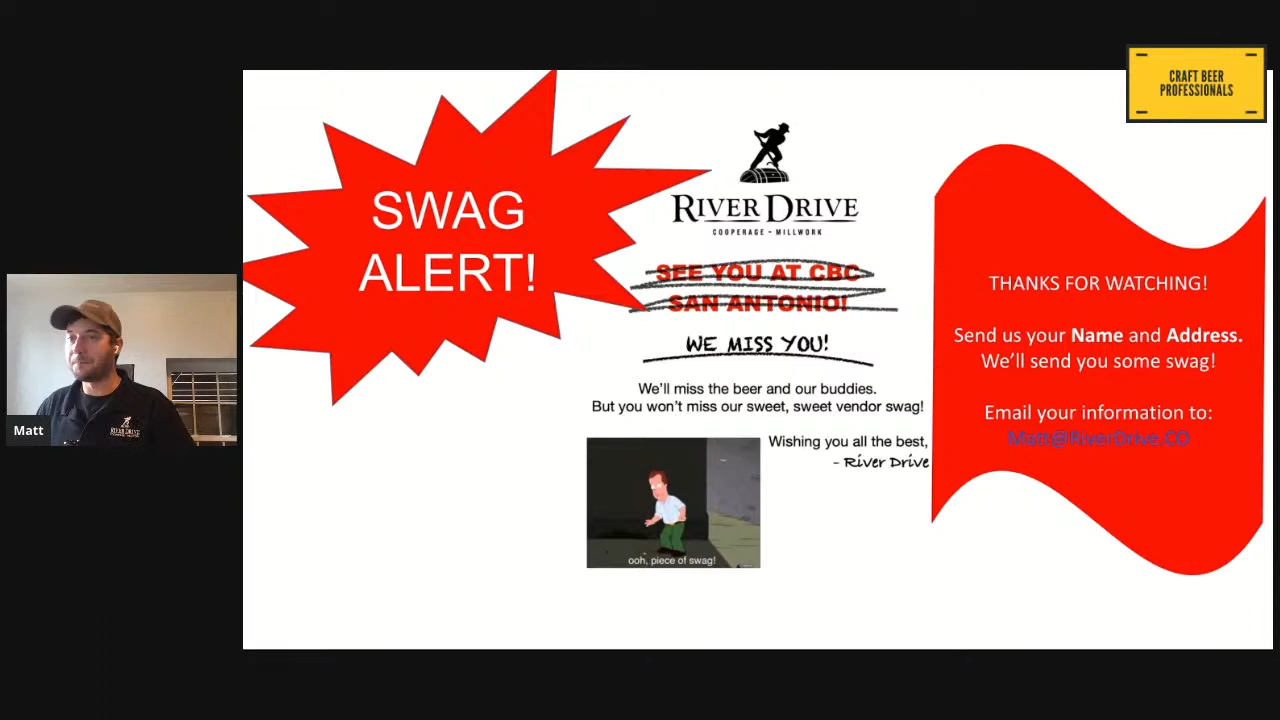 CRAFT BEER
PROFESSIONALS
SWAG
ALERT!
RIVER DRIVE
COOPERAGE - MILLWORK
SEE YOU AT CBC
SAN ANTONIO!
WE MISS YOU!
We'll miss the beer and our buddies.
But you won't miss our sweet, sweet vendor swag!
Wishing you all the best,
- River Drive
ooh, piece of swag!
THANKS FOR WATCHING!
Send us your Name and Address.
We'll send you some swag!
Email your information to:
Matt@RiverDrive.CO
Matt
RIVER DRIVE